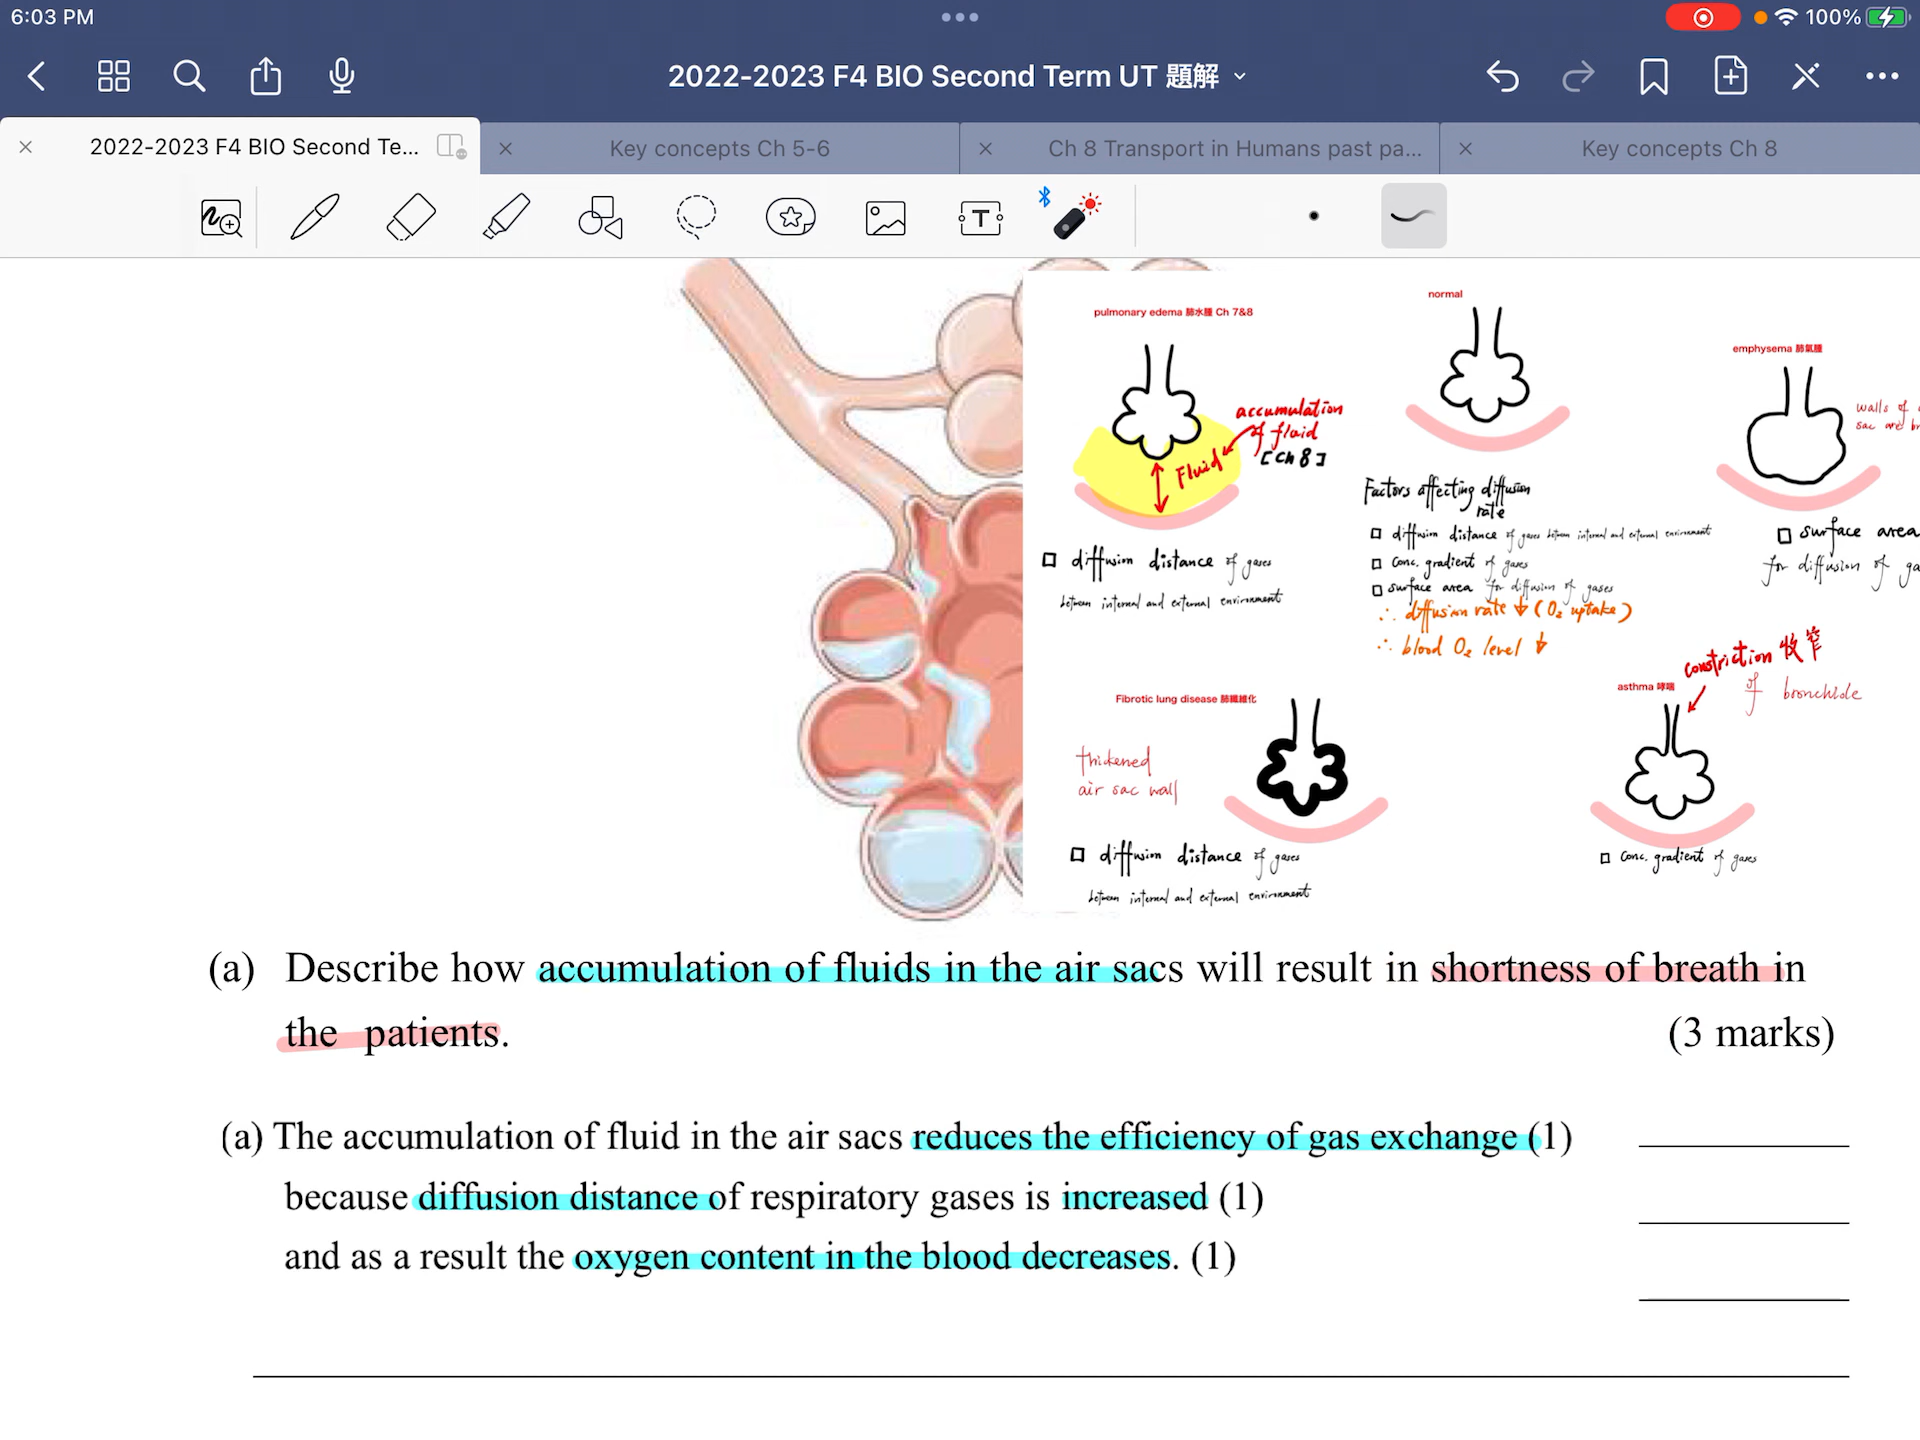 6:03 PM
100%
2022-2023 F4 BIO Second Term UT 題解
2022-2023 F4 BIO Second Te...
Key concepts Ch 5-6
Ch 8 Transport in Humans past pa...
Key concepts Ch 8
T
pulmonary edema 肺水腫 Ch 7&8
accumulation
of fluid
[Ch 8]
Fluid
diffusion distance of gases
between internal and external environment
normal
Factors affecting diffusion
rate
diffusion distance of gases between internal and external environment
conc. gradient of gases
surface area for diffusion of gases
∴ diffusion rate ↓ (O₂ uptake)
∴ blood O₂ level ↓
emphysema 肺氣腫
walls of
sac are
surface area
for diffusion of
Fibrotic lung disease 肺纖維化
thickened
air sac wall
diffusion distance of gases
between internal and external environment
asthma 哮喘
constriction 收窄
of bronchiole
conc. gradient of gases
(a) Describe how accumulation of fluids in the air sacs will result in shortness of breath in
the patients. (3 marks)
(a) The accumulation of fluid in the air sacs reduces the efficiency of gas exchange (1)
because diffusion distance of respiratory gases is increased (1)
and as a result the oxygen content in the blood decreases. (1)